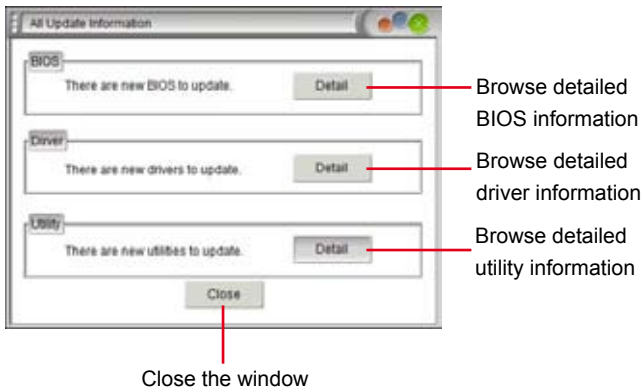 All Update Information
BIOS
There are new BIOS to update.
Detail
Browse detailed
BIOS information
Driver
There are new drivers to update.
Detail
Browse detailed
driver information
Utility
There are new utilities to update.
Detail
Browse detailed
utility information
Close
Close the window